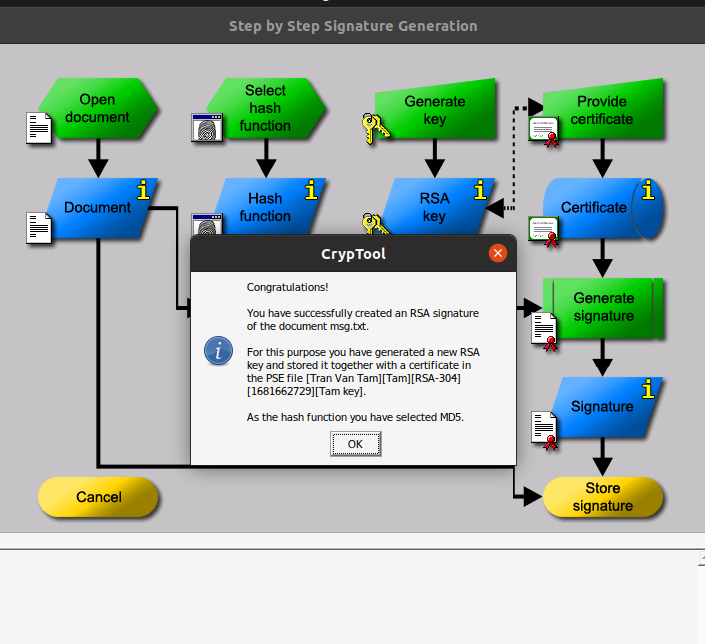 Step by Step Signature Generation
Open
document
Select
hash
function
Generate
key
Provide
certificate
Document
Hash
function
RSA
key
Certificate
CrypTool
Congratulations!
You have successfully created an RSA signature
of the document msg.txt.
For this purpose you have generated a new RSA
key and stored it together with a certificate in
the PSE file [Tran Van Tam][Tam][RSA-304]
[1681662729][Tam key].
As the hash function you have selected MD5.
OK
Generate
signature
Signature
Cancel
Store
signature